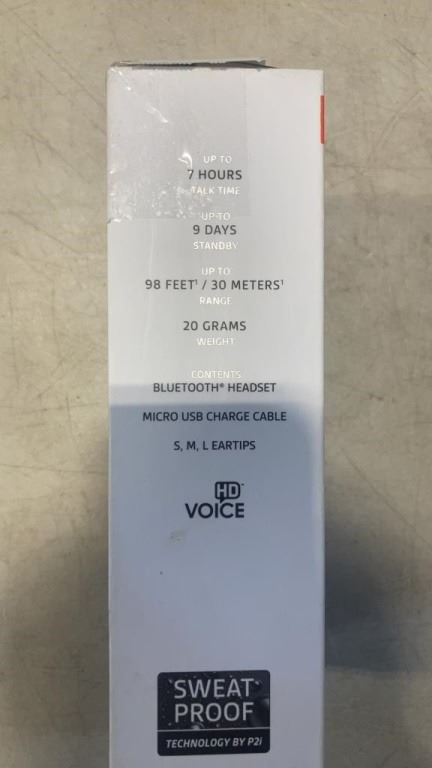 UP TO
7 HOURS
TALK TIME
UP TO
9 DAYS
STANDBY
UP TO
98 FEET¹ / 30 METERS¹
RANGE
20 GRAMS
WEIGHT
CONTENTS
BLUETOOTH® HEADSET
MICRO USB CHARGE CABLE
S, M, L EARTIPS
HD™
VOICE
SWEAT
PROOF
TECHNOLOGY BY P2i